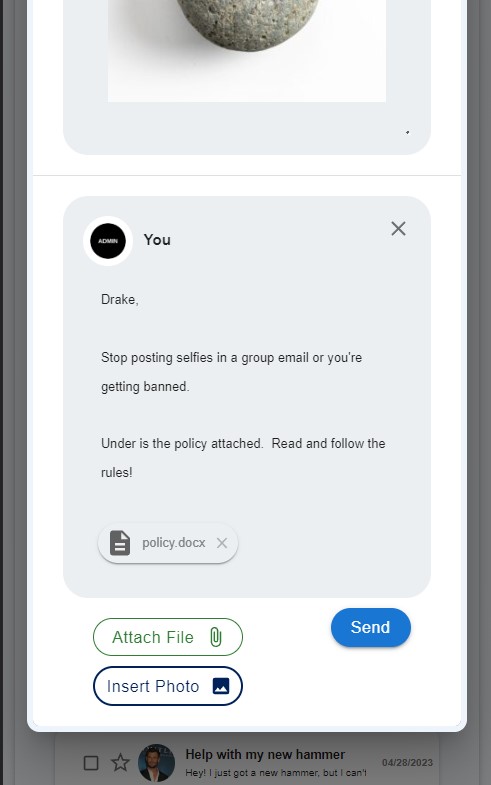 ADMIN
You
Drake,
Stop posting selfies in a group email or you're
getting banned.
Under is the policy attached.  Read and follow the
rules!
policy.docx
Attach File
Send
Insert Photo
Help with my new hammer
04/28/2023
Hey! I just got a new hammer, but I can't